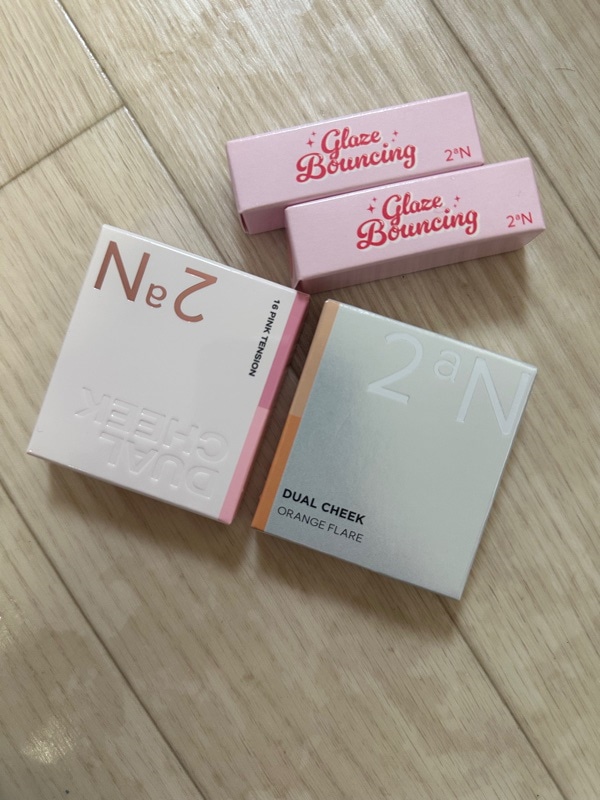 Glaze
Bouncing
2aN
Glaze
Bouncing
2aN
2aN
16 PINK TENSION
DUAL
CHEEK
2aN
DUAL CHEEK
ORANGE FLARE